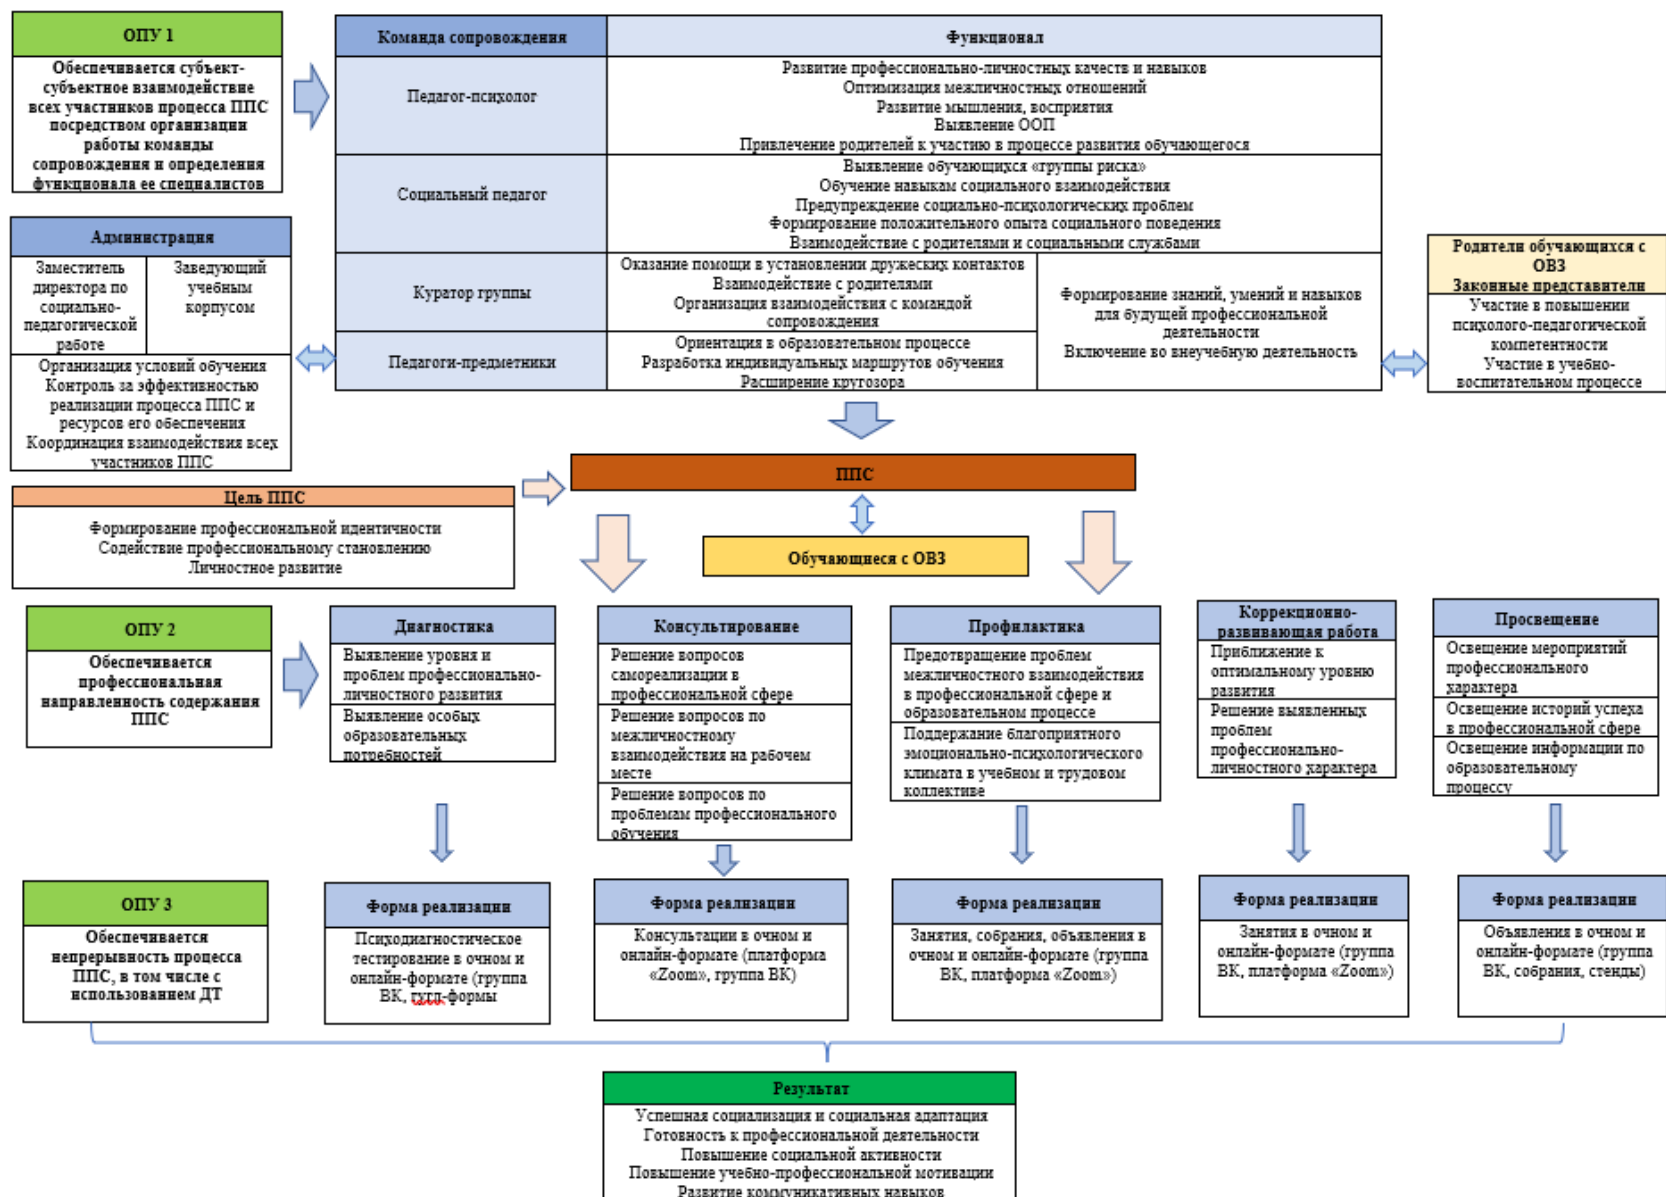 ОПУ 1
Обеспечивается субъект-
субъектное взаимодействие
всех участников процесса ППС
посредством организации
работы команды
сопровождения и определения
функционала ее специалистов
Команда сопровождения
Функционал
Педагог-психолог
Развитие профессионально-личностных качеств и навыков
Оптимизация межличностных отношений
Развитие мышления, восприятия
Выявление ООП
Привлечение родителей к участию в процессе развития обучающегося
Социальный педагог
Выявление обучающихся «группы риска»
Обучение навыкам социального взаимодействия
Предупреждение социально-психологических проблем
Формирование положительного опыта социального поведения
Взаимодействие с родителями и социальными службами
Куратор группы
Оказание помощи в установлении дружеских контактов
Взаимодействие с родителями
Организация взаимодействия с командой
сопровождения
Педагоги-предметники
Ориентация в образовательном процессе
Разработка индивидуальных маршрутов обучения
Расширение кругозора
Формирование знаний, умений и навыков
для будущей профессиональной
деятельности
Включение во внеучебную деятельность
Администрация
Заместитель
директора по
социально-
педагогической
работе
Заведующий
учебным
корпусом
Организация условий обучения
Контроль за эффективностью
реализации процесса ППС и
ресурсов его обеспечения
Координация взаимодействия всех
участников ППС
Родители обучающихся с
ОВЗ
Законные представители
Участие в повышении
психолого-педагогической
компетентности
Участие в учебно-
воспитательном процессе
ППС
Цель ППС
Формирование профессиональной идентичности
Содействие профессиональному становлению
Личностное развитие
Обучающиеся с ОВЗ
ОПУ 2
Обеспечивается
профессиональная
направленность содержания
ППС
Диагностика
Выявление уровня и
проблем профессионально-
личностного развития
Выявление особых
образовательных
потребностей
Консультирование
Решение вопросов
самореализации в
профессиональной сфере
Решение вопросов по
межличностному
взаимодействия на рабочем
месте
Решение вопросов по
проблемам профессионального
обучения
Профилактика
Предотвращение проблем
межличностного взаимодействия
в профессиональной сфере и
образовательном процессе
Поддержание благоприятного
эмоционально-психологического
климата в учебном и трудовом
коллективе
Коррекционно-
развивающая работа
Приближение к
оптимальному уровню
развития
Решение выявленных
проблем
профессионально-
личностного характера
Просвещение
Освещение мероприятий
профессионального
характера
Освещение историй успеха
в профессиональной сфере
Освещение информации по
образовательному
процессу
ОПУ 3
Обеспечивается
непрерывность процесса
ППС, в том числе с
использованием ДТ
Форма реализации
Психодиагностическое
тестирование в очном и
онлайн-формате (группа
ВК, гугл-формы
Форма реализации
Консультации в очном и
онлайн-формате (платформа
«Zoom», группа ВК)
Форма реализации
Занятия, собрания, объявления в
очном и онлайн-формате (группа
ВК, платформа «Zoom»)
Форма реализации
Занятия в очном и
онлайн-формате (группа
ВК, платформа «Zoom»)
Форма реализации
Объявления в очном и
онлайн-формате (группа
ВК, собрания, стенды)
Результат
Успешная социализация и социальная адаптация
Готовность к профессиональной деятельности
Повышение социальной активности
Повышение учебно-профессиональной мотивации
Развитие коммуникативных навыков